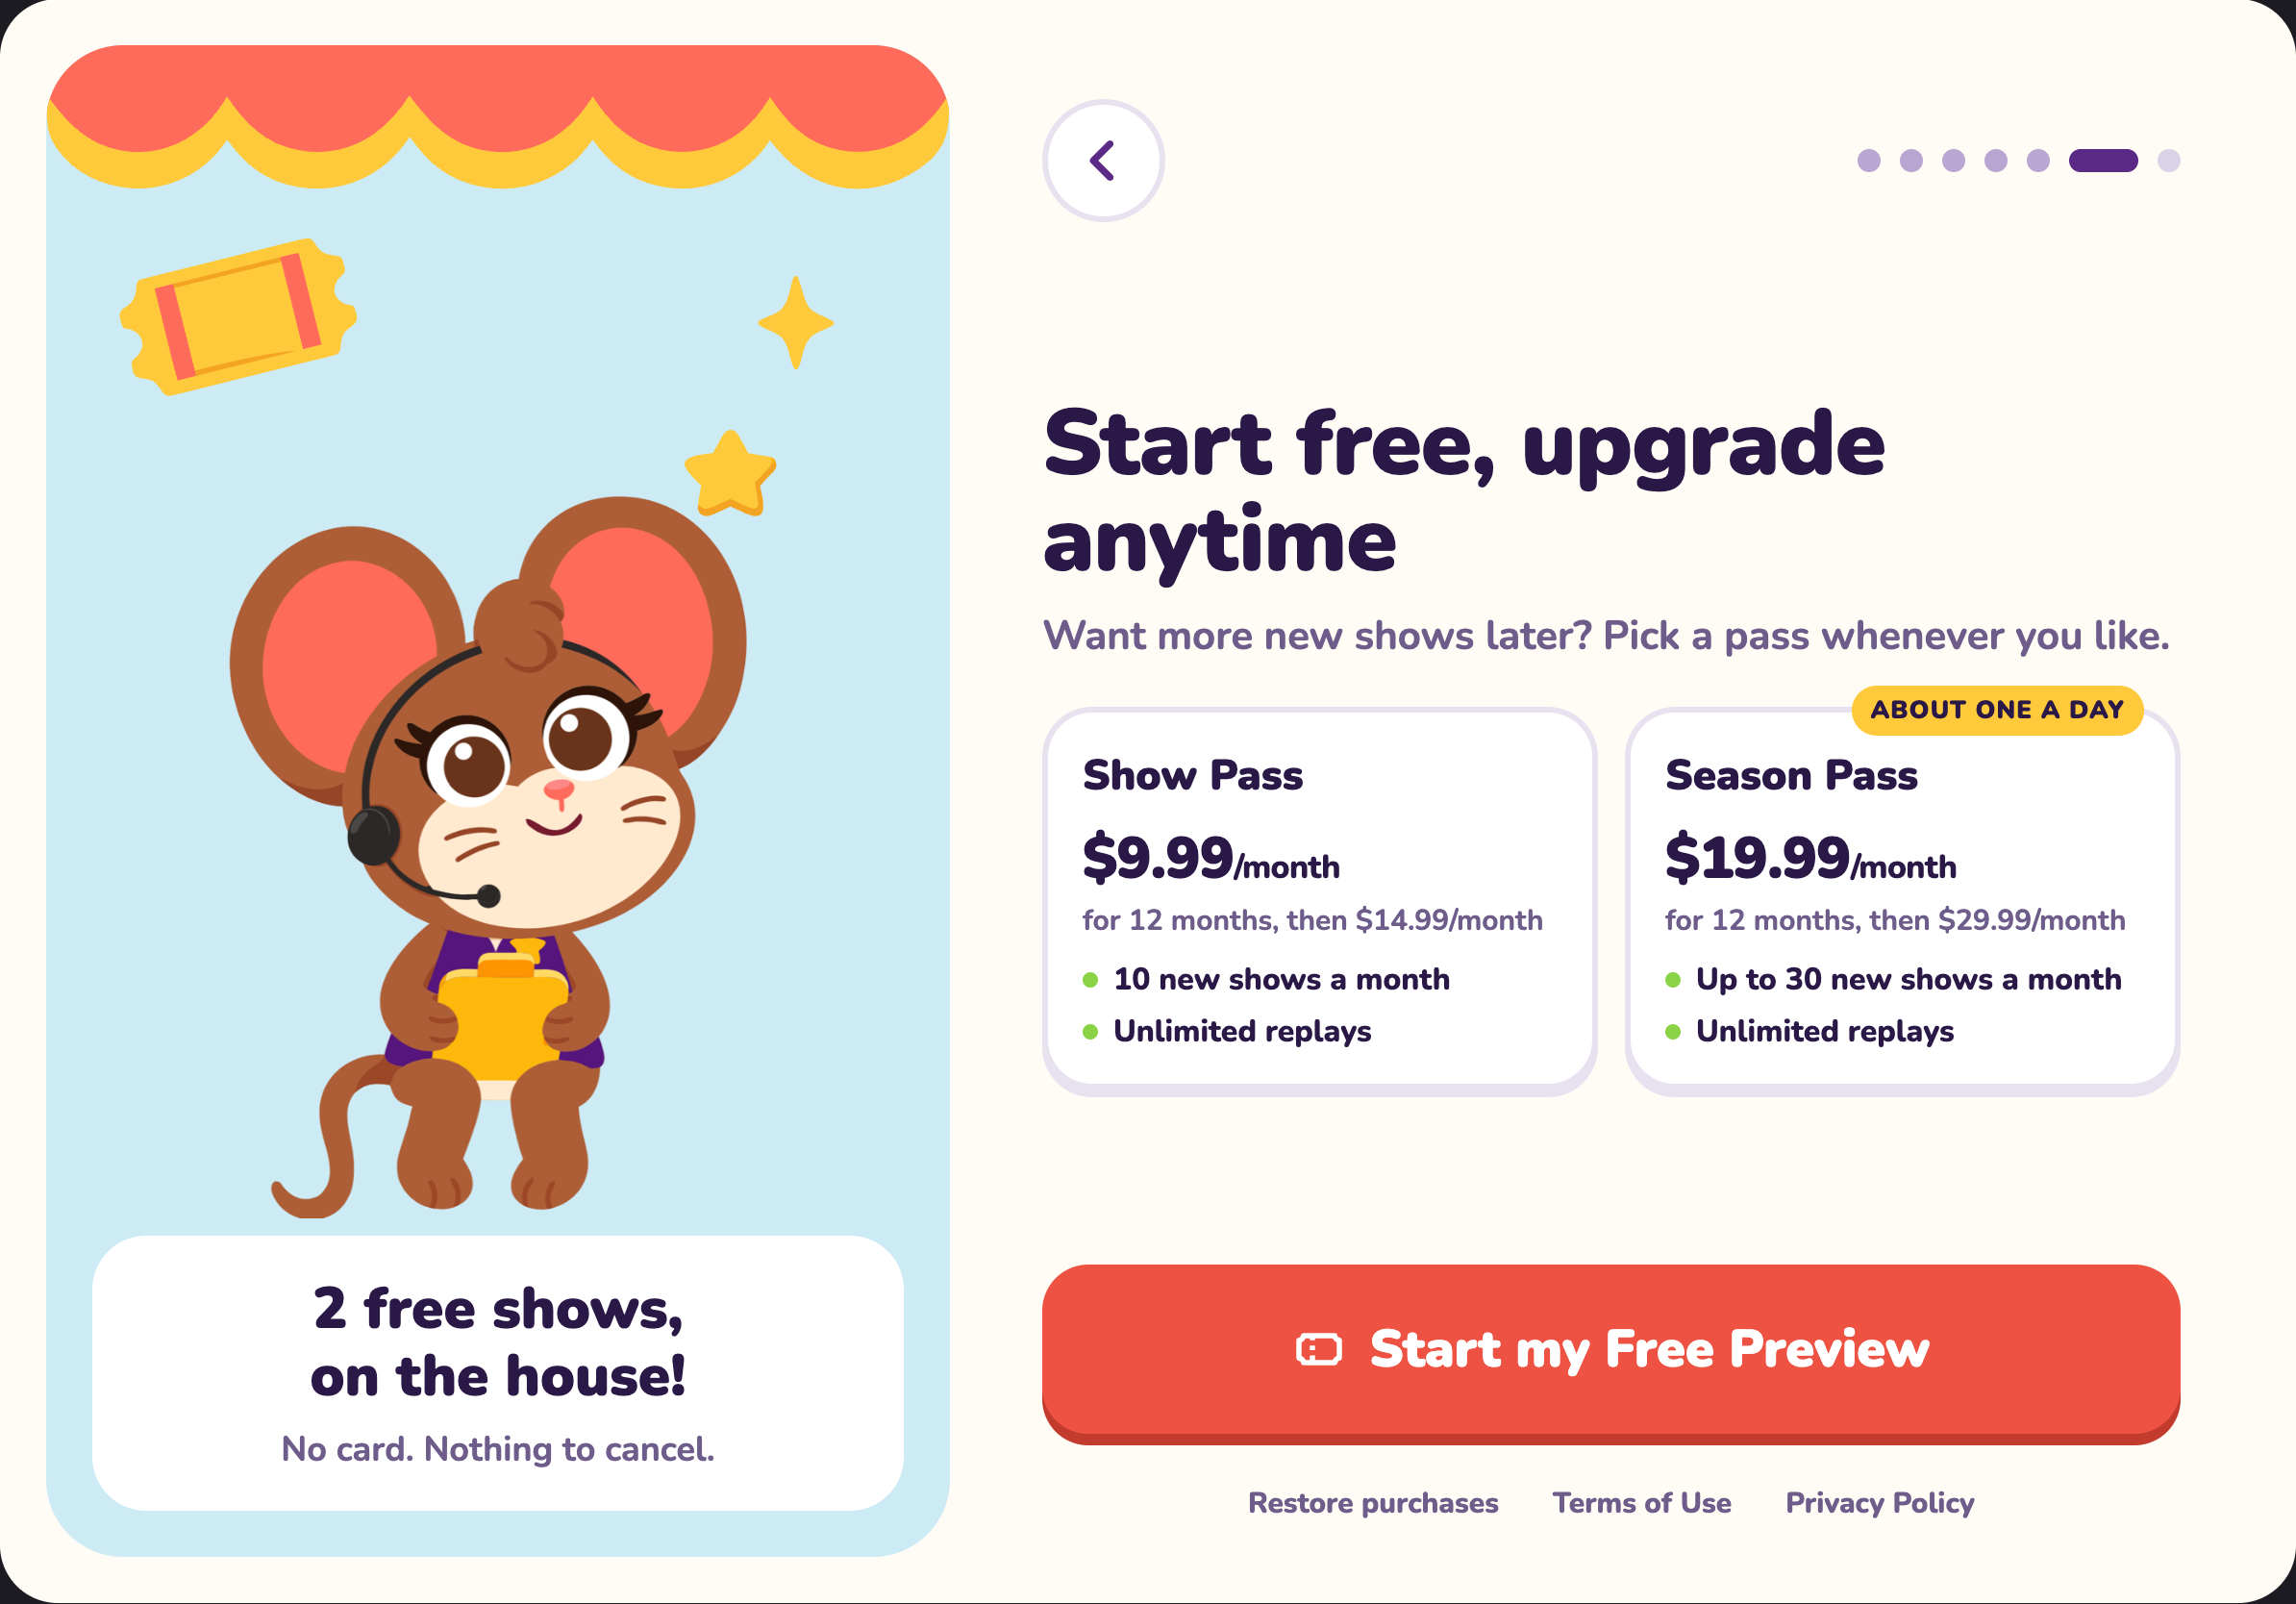 2 free shows,
on the house!
No card. Nothing to cancel.
Start free, upgrade
anytime
Want more new shows later? Pick a pass whenever you like.
Show Pass
$9.99/month
for 12 months, then $14.99/month
10 new shows a month
Unlimited replays
ABOUT ONE A DAY
Season Pass
$19.99/month
for 12 months, then $29.99/month
Up to 30 new shows a month
Unlimited replays
Start my Free Preview
Restore purchases
Terms of Use
Privacy Policy